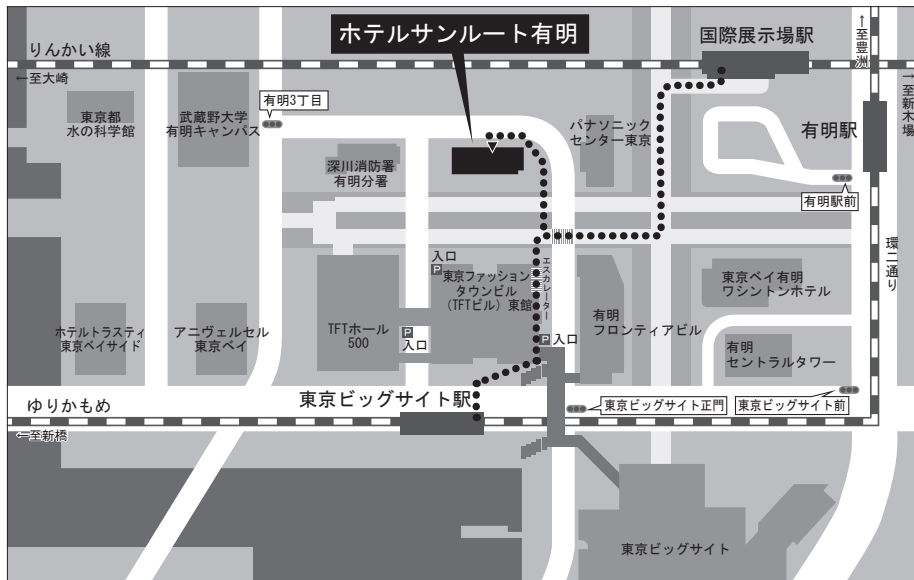 ホテルサンルート有明
国際展示場駅
↑至豊洲
りんかい線
←至大崎
→至新木場
東京都
水の科学館
武蔵野大学
有明キャンパス
有明3丁目
パナソニック
センター東京
有明駅
深川消防署
有明分署
有明駅前
環二通り
入口
P
東京ファッション
タウンビル
(TFTビル)東館
エスカレーター
東京ベイ有明
ワシントンホテル
ホテルトラスティ
東京ベイサイド
アニヴェルセル
東京ベイ
TFTホール
500
P
入口
P入口
有明
フロンティアビル
有明
セントラルタワー
ゆりかもめ
東京ビッグサイト駅
東京ビッグサイト正門
東京ビッグサイト前
←至新橋
東京ビッグサイト